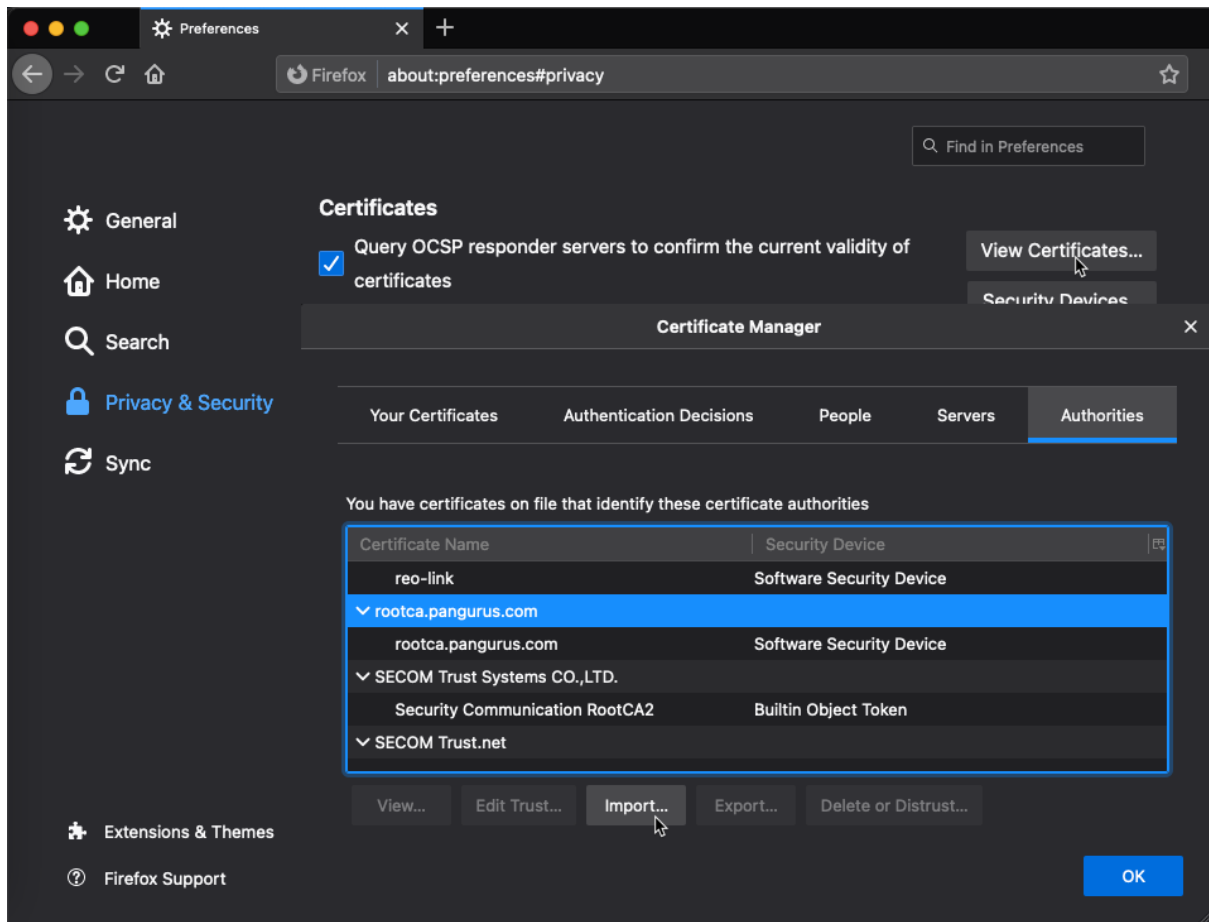 Preferences
Firefox about:preferences#privacy
Find in Preferences
General
Home
Search
Privacy & Security
Sync
Extensions & Themes
Firefox Support
Certificates
Query OCSP responder servers to confirm the current validity of
certificates
View Certificates...
Security Devices
Certificate Manager
Your Certificates Authentication Decisions People Servers Authorities
You have certificates on file that identify these certificate authorities
Certificate Name Security Device
reo-link Software Security Device
rootca.pangurus.com
rootca.pangurus.com Software Security Device
SECOM Trust Systems CO.,LTD.
Security Communication RootCA2 Builtin Object Token
SECOM Trust.net
View... Edit Trust... Import... Export... Delete or Distrust...
OK